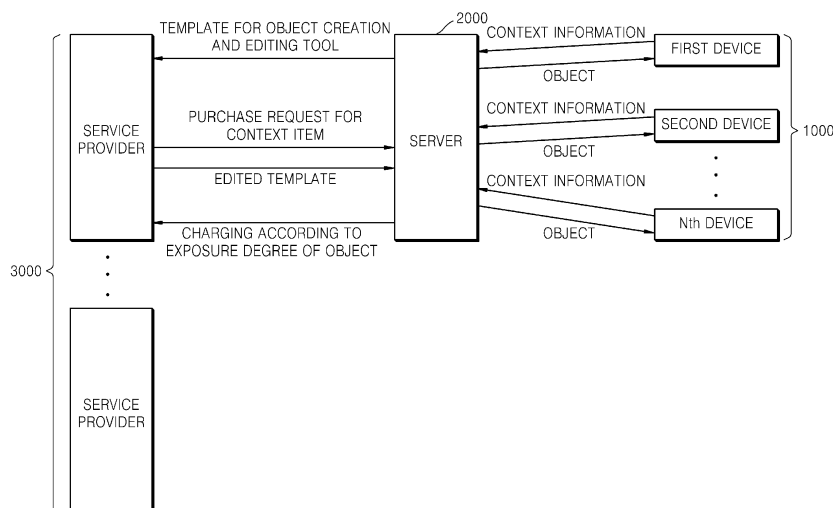 TEMPLATE FOR OBJECT CREATION
AND EDITING TOOL
2000
CONTEXT INFORMATION
FIRST DEVICE
OBJECT
SERVICE
PROVIDER
PURCHASE REQUEST FOR
CONTEXT ITEM
EDITED TEMPLATE
SERVER
CONTEXT INFORMATION
SECOND DEVICE
OBJECT
1000
CONTEXT INFORMATION
Nth DEVICE
OBJECT
CHARGING ACCORDING TO
EXPOSURE DEGREE OF OBJECT
3000
SERVICE
PROVIDER